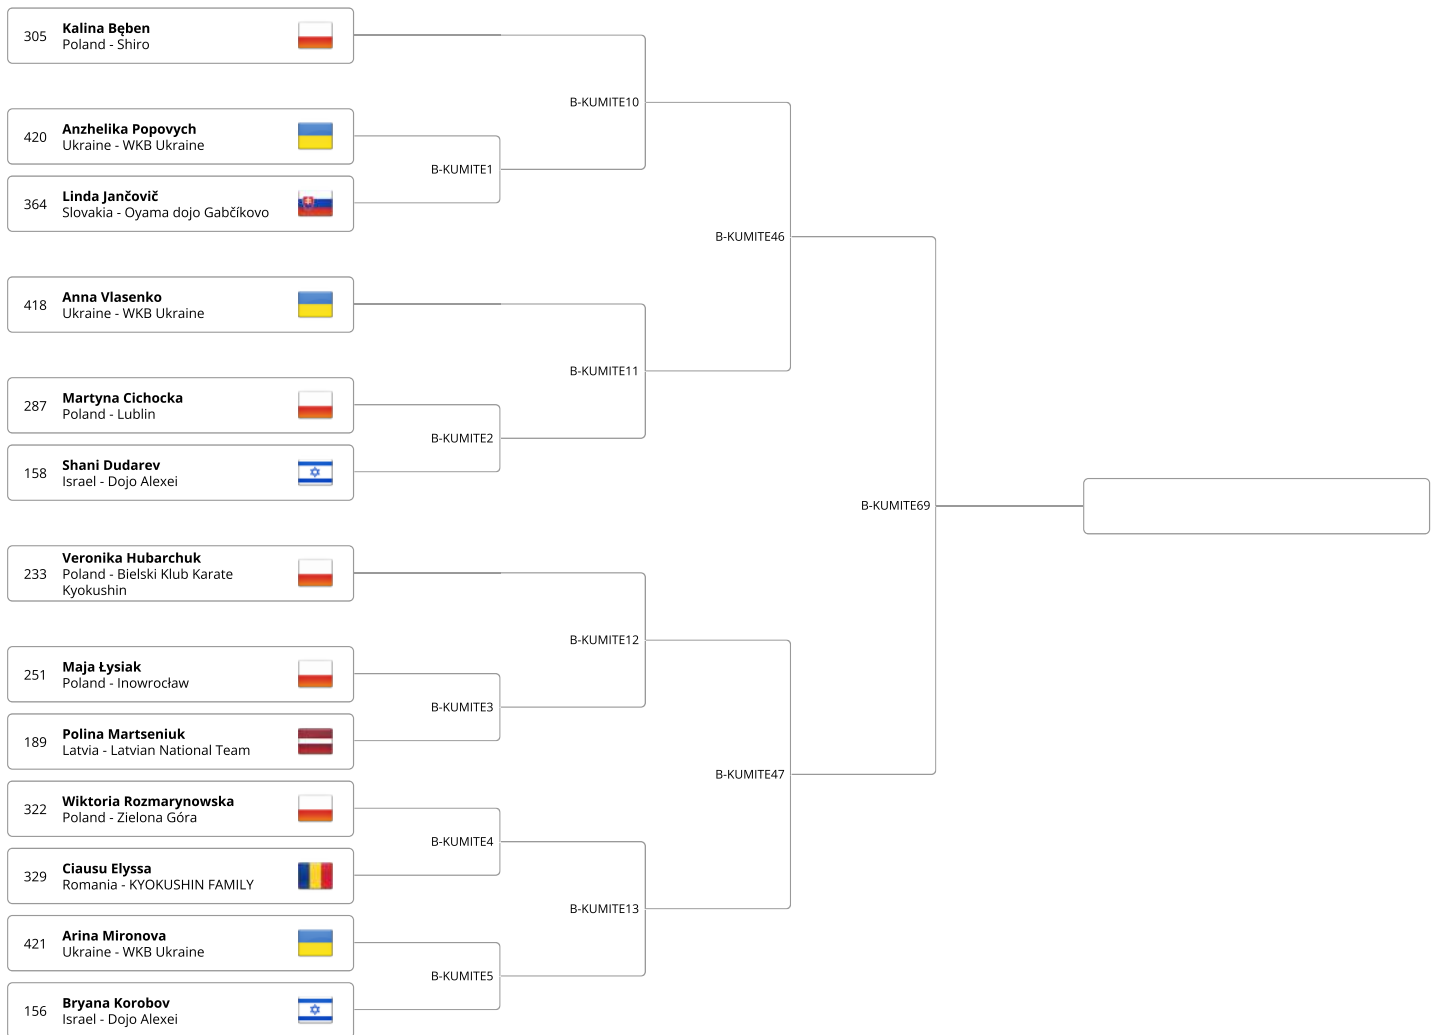 305
Kalina Bęben
Poland - Shiro
B-KUMITE10
420
Anzhelika Popovych
Ukraine - WKB Ukraine
B-KUMITE1
364
Linda Jančovič
Slovakia - Oyama dojo Gabčíkovo
B-KUMITE46
418
Anna Vlasenko
Ukraine - WKB Ukraine
B-KUMITE11
287
Martyna Cichocka
Poland - Lublin
B-KUMITE2
158
Shani Dudarev
Israel - Dojo Alexei
B-KUMITE69
233
Veronika Hubarchuk
Poland - Bielski Klub Karate
Kyokushin
B-KUMITE12
251
Maja Łysiak
Poland - Inowrocław
B-KUMITE3
189
Polina Martseniuk
Latvia - Latvian National Team
B-KUMITE47
322
Wiktoria Rozmarynowska
Poland - Zielona Góra
B-KUMITE4
329
Ciausu Elyssa
Romania - KYOKUSHIN FAMILY
B-KUMITE13
421
Arina Mironova
Ukraine - WKB Ukraine
B-KUMITE5
156
Bryana Korobov
Israel - Dojo Alexei